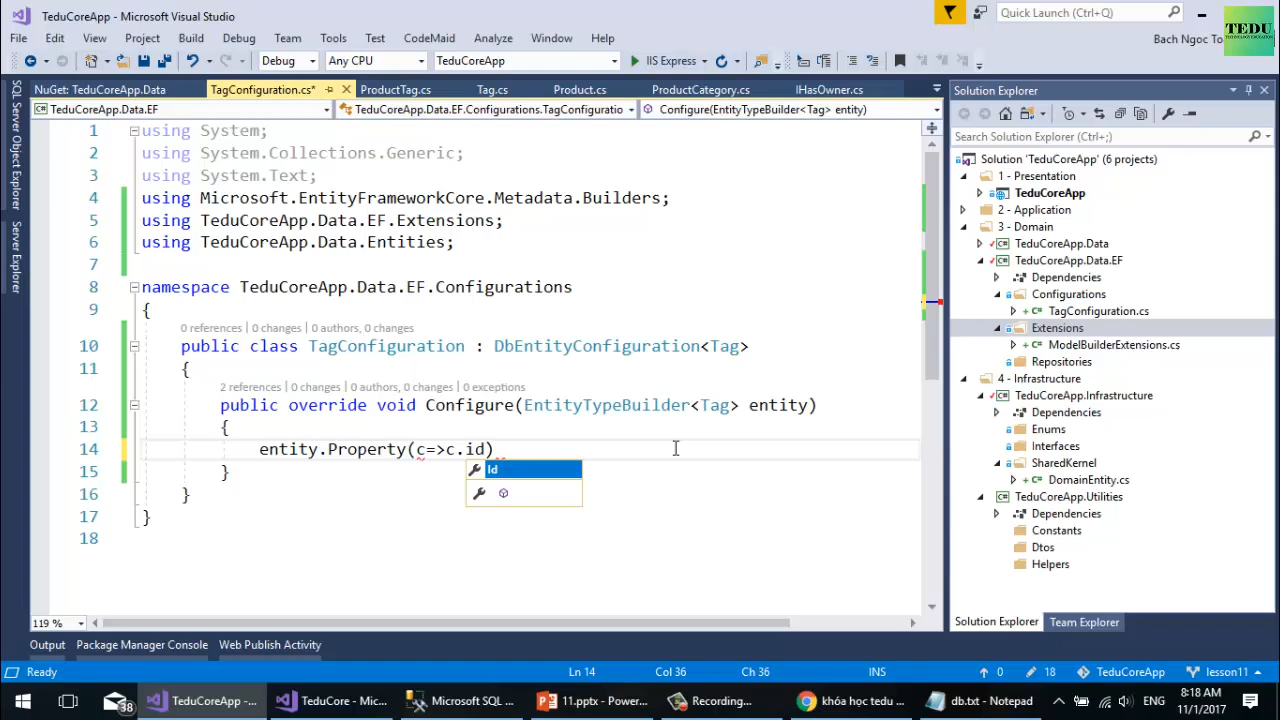 TeduCoreApp - Microsoft Visual Studio
Quick Launch (Ctrl+Q)
TEDU
File Edit View Project Build Debug Team Tools Test CodeMaid Analyze Window Help
Bach Ngoc To
Debug Any CPU TeduCoreApp IIS Express
NuGet: TeduCoreApp TagConfiguration.cs* ProductTag.cs Tag.cs Product.cs ProductCategory.cs IHasOwner.cs
TeduCoreApp.Data.EF TeduCoreApp.Data.EF.Configurations.TagConfiguratio Configure(EntityTypeBuilder<Tag> entity)
SQL Server Object Explorer
Server Explorer
1 using System;
2 using System.Collections.Generic;
3 using System.Text;
4 using Microsoft.EntityFrameworkCore.Metadata.Builders;
5 using TeduCoreApp.Data.EF.Extensions;
6 using TeduCoreApp.Data.Entities;
7
8 namespace TeduCoreApp.Data.EF.Configurations
9 {
0 references | 0 changes | 0 authors, 0 changes
10 public class TagConfiguration : DbEntityConfiguration<Tag>
11 {
2 references | 0 changes | 0 authors, 0 changes | 0 exceptions
12 public override void Configure(EntityTypeBuilder<Tag> entity)
13 {
14 entity.Property(c=>c.id)
Id
15 }
16 }
17 }
18
119 %
Solution Explorer
Search Solution Explorer (Ctrl+;)
Solution 'TeduCoreApp' (6 projects)
1 - Presentation
TeduCoreApp
2 - Application
3 - Domain
TeduCoreApp.Data
TeduCoreApp.Data.EF
Dependencies
Configurations
TagConfiguration.cs
Extensions
ModelBuilderExtensions.cs
Repositories
4 - Infrastructure
TeduCoreApp.Infrastructure
Dependencies
Enums
Interfaces
SharedKernel
DomainEntity.cs
TeduCoreApp.Utilities
Dependencies
Constants
Dtos
Helpers
Solution Explorer Team Explorer
Output Package Manager Console Web Publish Activity
Ready Ln 14 Col 36 Ch 36 INS 0 18 TeduCoreApp lesson11
38 TeduCoreApp -... TeduCore - Mic... Microsoft SQL ... 11.pptx - Power... Recording... khóa học tedu ... db.txt - Notepad ENG
8:18 AM
11/1/2017